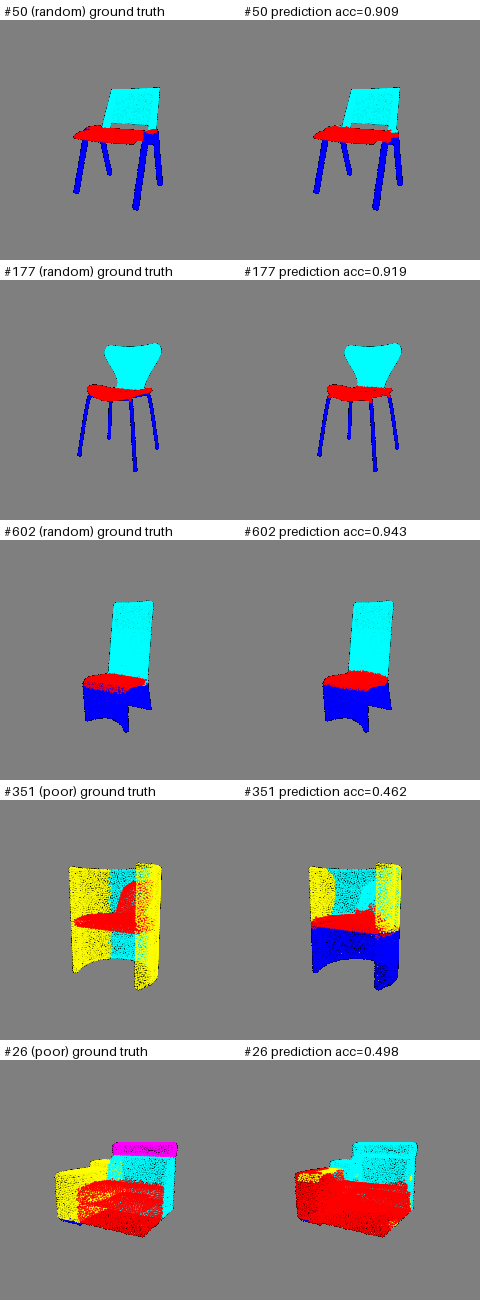 #50 (random) ground truth
#50 prediction acc=0.909
#177 (random) ground truth
#177 prediction acc=0.919
#602 (random) ground truth
#602 prediction acc=0.943
#351 (poor) ground truth
#351 prediction acc=0.462
#26 (poor) ground truth
#26 prediction acc=0.498